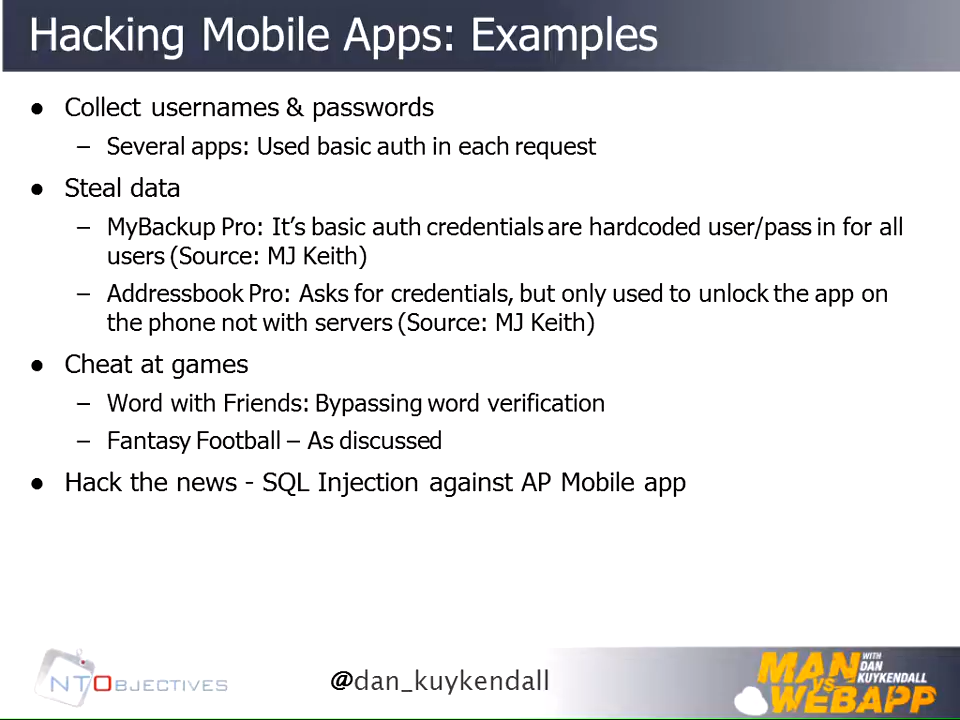 Hacking Mobile Apps: Examples
● Collect usernames & passwords
– Several apps: Used basic auth in each request
● Steal data
– MyBackup Pro: It’s basic auth credentials are hardcoded user/pass in for all
users (Source: MJ Keith)
– Addressbook Pro: Asks for credentials, but only used to unlock the app on
the phone not with servers (Source: MJ Keith)
● Cheat at games
– Word with Friends: Bypassing word verification
– Fantasy Football – As discussed
● Hack the news - SQL Injection against AP Mobile app
NTOBJECTIVES
@dan_kuykendall
MAN VS WEBAPP
WITH DAN KUYKENDALL